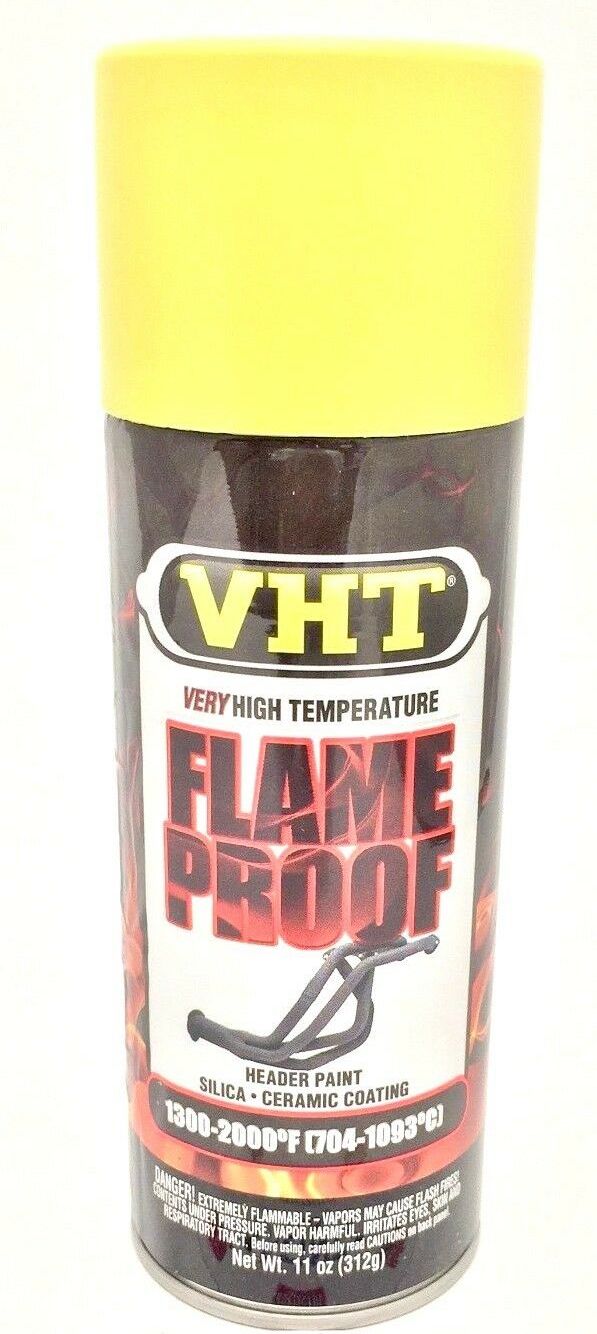 VHT®
VERY HIGH TEMPERATURE
FLAME
PROOF
HEADER PAINT
SILICA • CERAMIC COATING
1300-2000°F (704-1093°C)
DANGER! EXTREMELY FLAMMABLE – VAPORS MAY CAUSE FLASH FIRES!
CONTENTS UNDER PRESSURE. VAPOR HARMFUL. IRRITATES EYES, SKIN AND
RESPIRATORY TRACT. Before using, carefully read CAUTIONS on back panel.
Net Wt. 11 oz (312g)